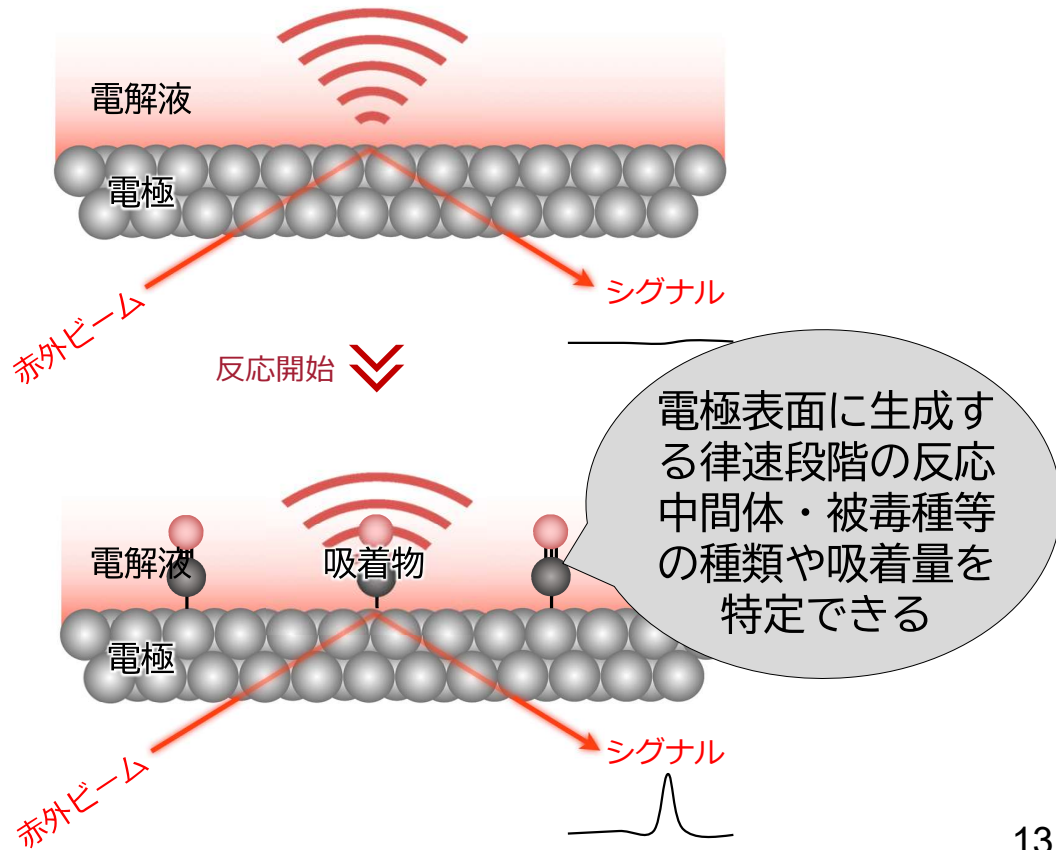 電解液
電極
シグナル
赤外ビーム
反応開始
電極表面に生成す
る律速段階の反応
中間体・被毒種等
の種類や吸着量を
特定できる
電解液
吸着物
電極
シグナル
赤外ビーム
13